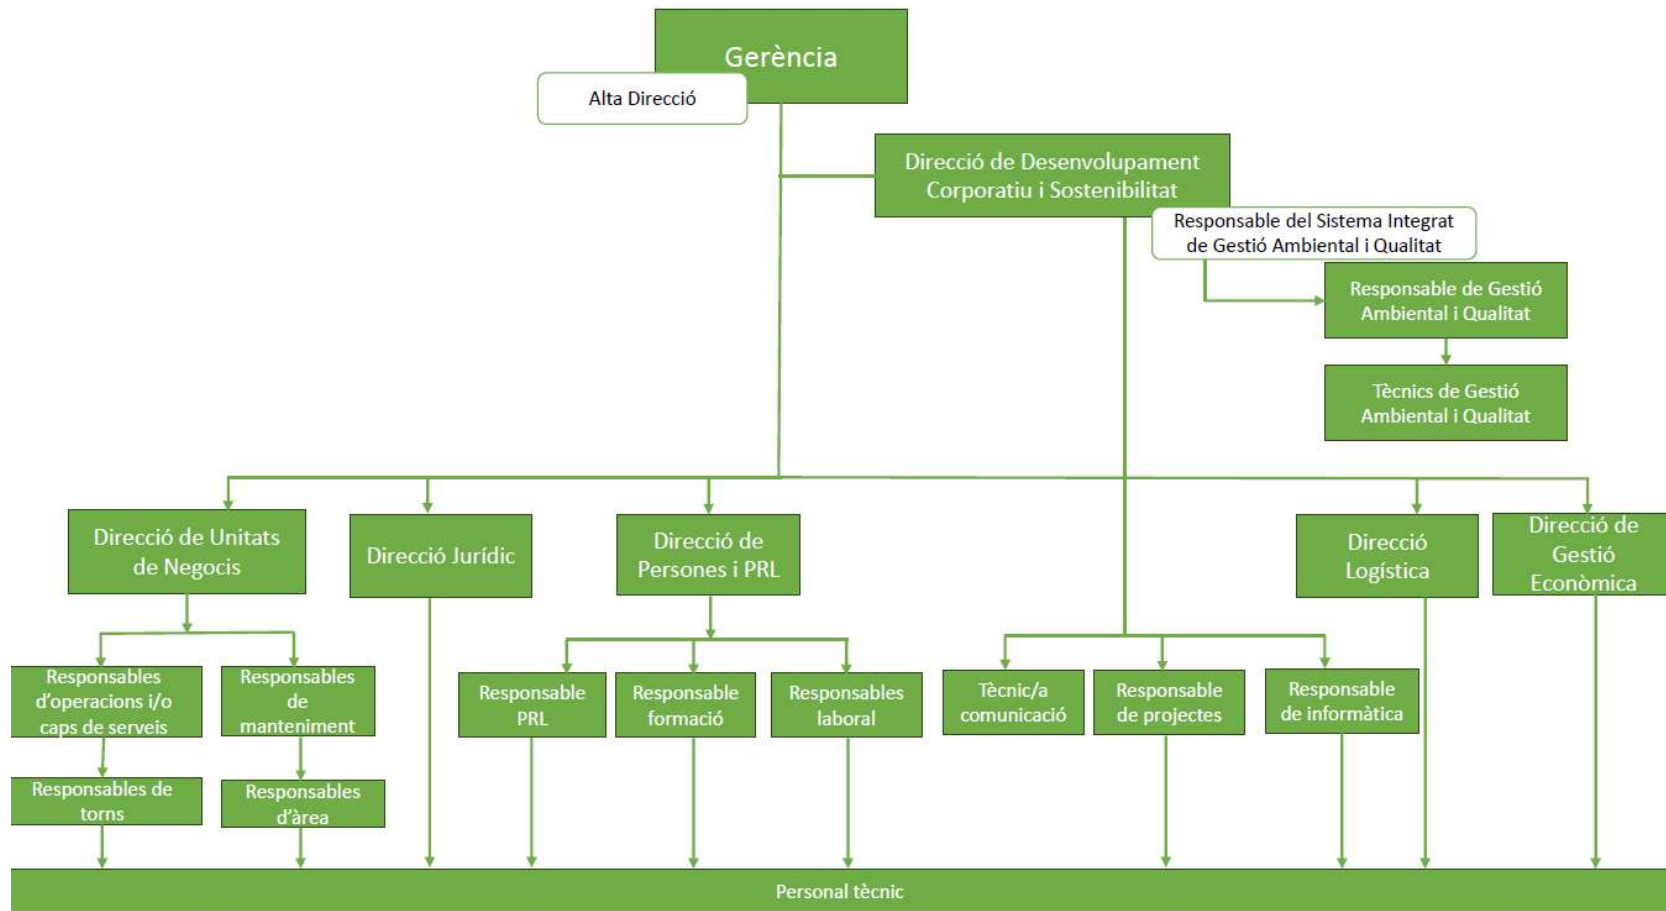 Gerència
Alta Direcció
Direcció de Desenvolupament
Corporatiu i Sostenibilitat
Responsable del Sistema Integrat
de Gestió Ambiental i Qualitat
Responsable de Gestió
Ambiental i Qualitat
Tècnics de Gestió
Ambiental i Qualitat
Direcció de Unitats
de Negocis
Direcció Jurídic
Direcció de
Persones i PRL
Direcció
Logística
Direcció de
Gestió
Econòmica
Responsables
d'operacions i/o
caps de serveis
Responsables
de
manteniment
Responsable
PRL
Responsable
formació
Responsables
laboral
Tècnic/a
comunicació
Responsable
de projectes
Responsable
de informàtica
Responsables de
torns
Responsables
d'àrea
Personal tècnic